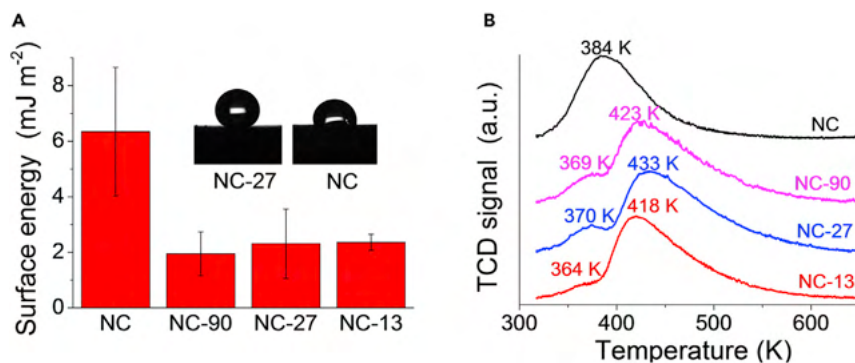 A
Surface energy (mJ m⁻²)
8
6
4
2
0
NC-27
NC
NC
NC-90
NC-27
NC-13
B
TCD signal (a.u.)
384 K
NC
423 K
369 K
NC-90
433 K
370 K
NC-27
418 K
364 K
NC-13
300
400
500
600
Temperature (K)